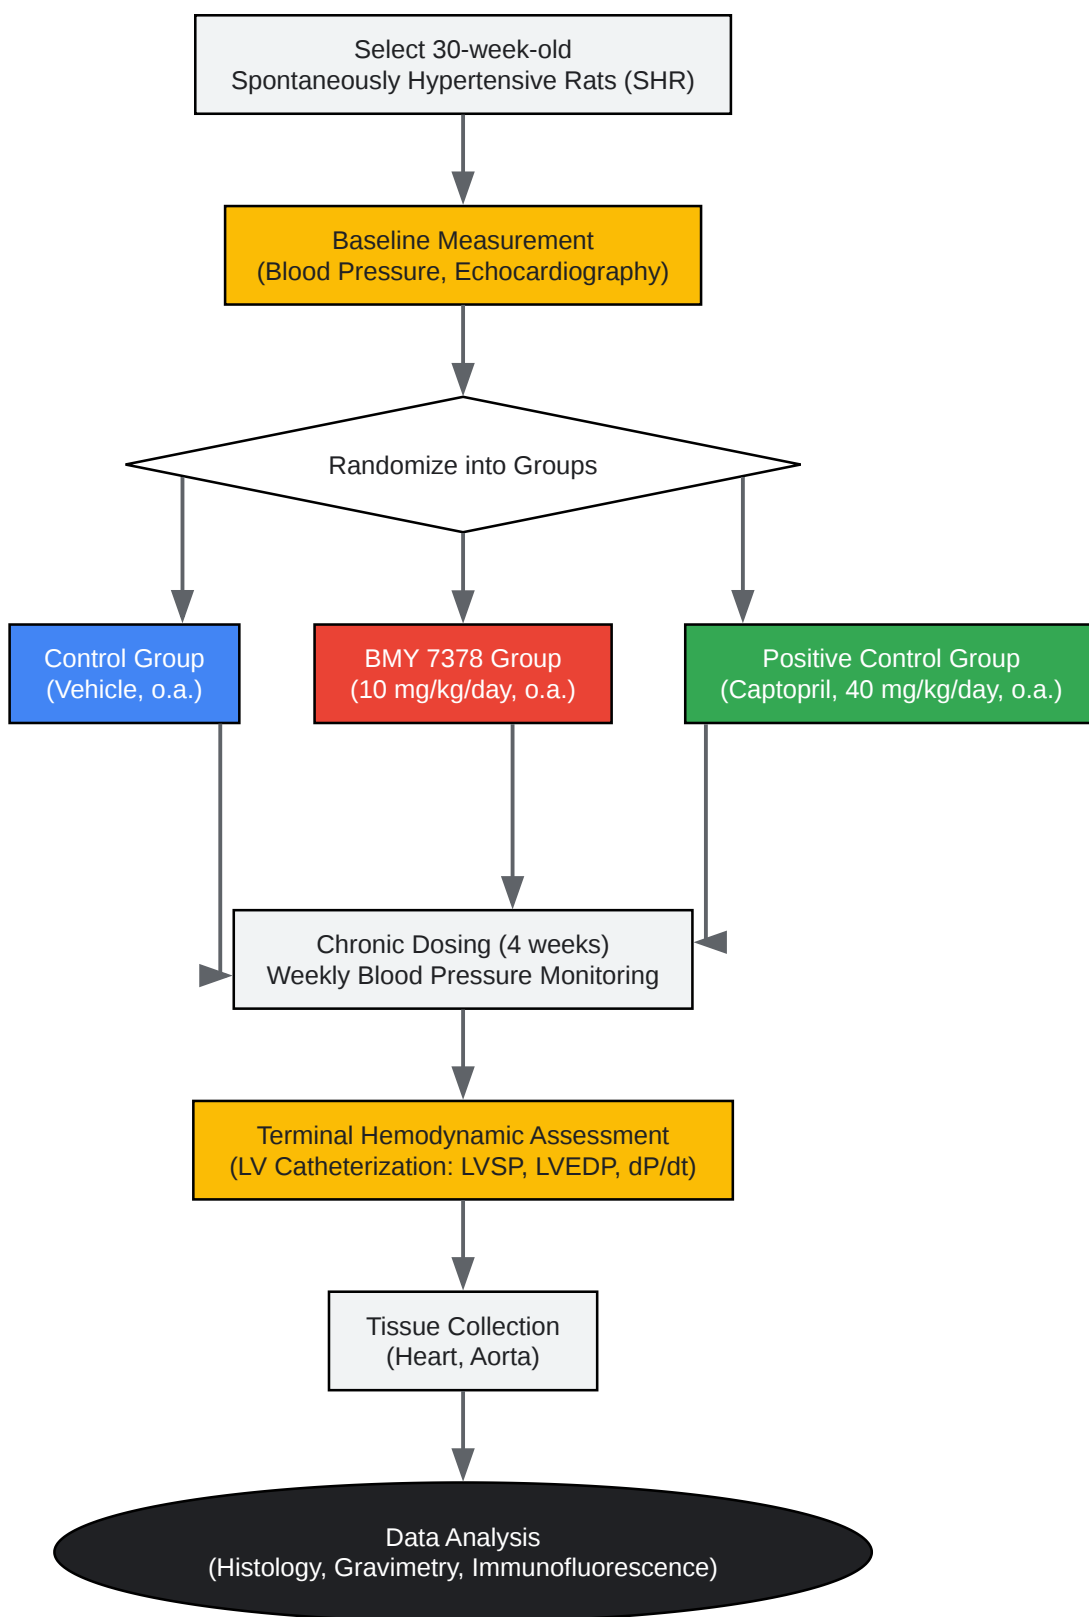 Select 30-week-old
Spontaneously Hypertensive Rats (SHR)
Baseline Measurement
(Blood Pressure, Echocardiography)
Randomize into Groups
Control Group
(Vehicle, o.a.)
BMY 7378 Group
(10 mg/kg/day, o.a.)
Positive Control Group
(Captopril, 40 mg/kg/day, o.a.)
Chronic Dosing (4 weeks)
Weekly Blood Pressure Monitoring
Terminal Hemodynamic Assessment
(LV Catheterization: LVSP, LVEDP, dP/dt)
Tissue Collection
(Heart, Aorta)
Data Analysis
(Histology, Gravimetry, Immunofluorescence)